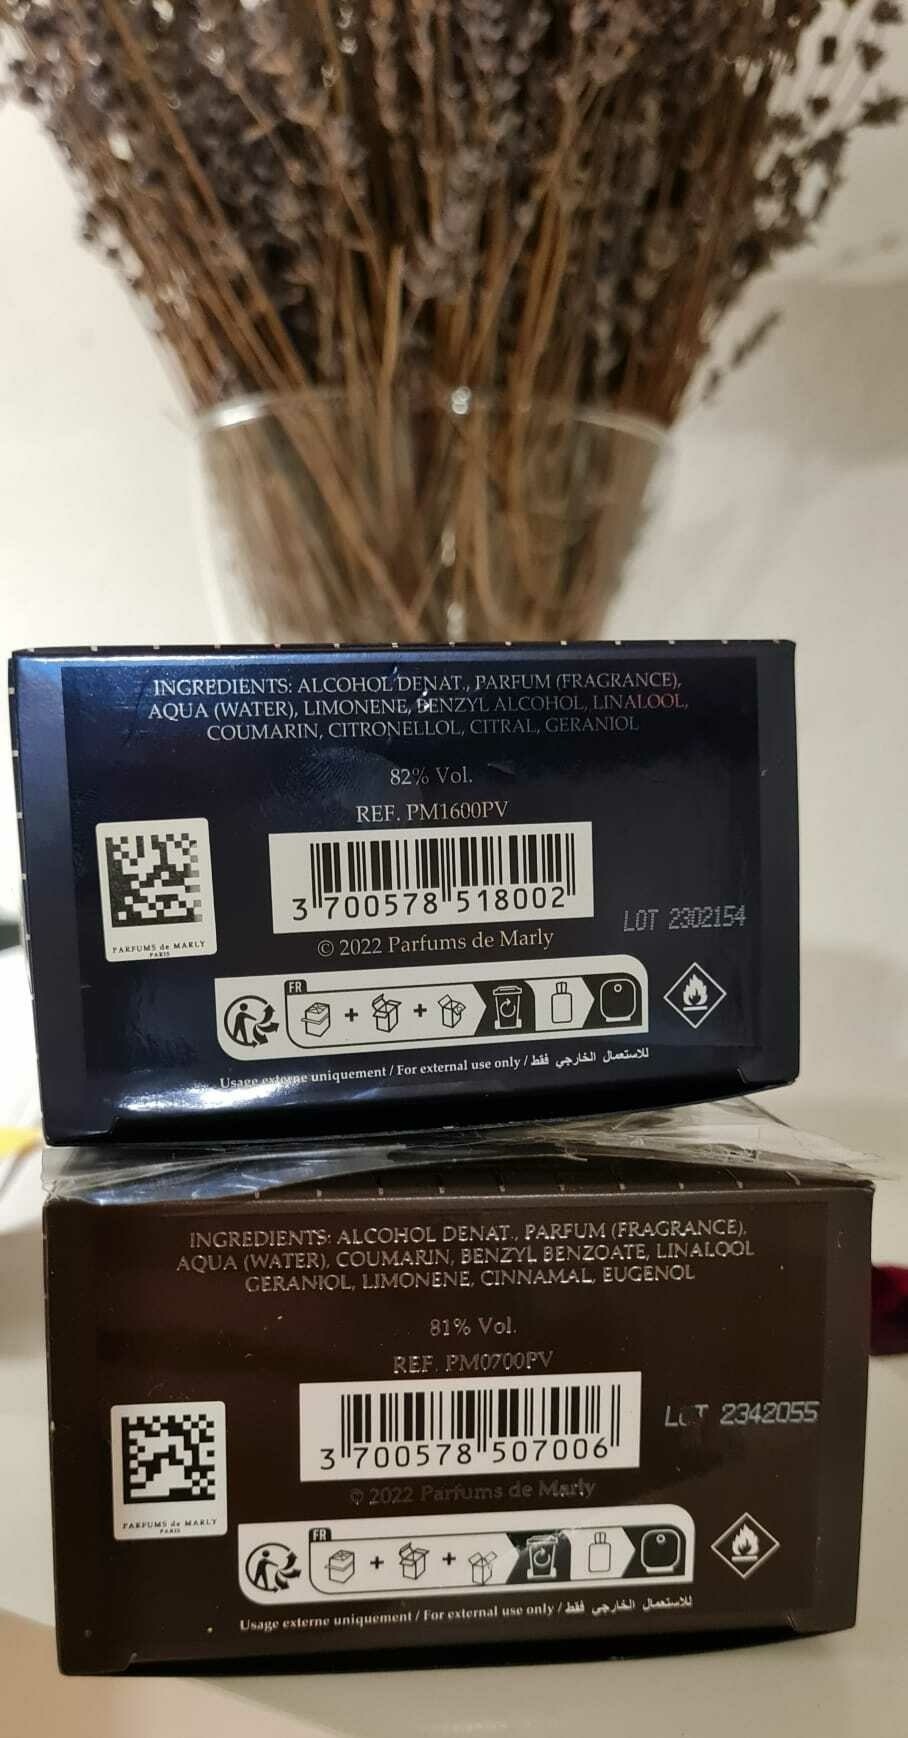 INGREDIENTS: ALCOHOL DENAT., PARFUM (FRAGRANCE),
AQUA (WATER), LIMONENE, BENZYL ALCOHOL, LINALOOL,
COUMARIN, CITRONELLOL, CITRAL, GERANIOL
82% Vol.
REF. PM1600PV
3 700578 518002
LOT 2302154
PARFUMS de MARLY
PARIS
© 2022 Parfums de Marly
FR
Usage externe uniquement / For external use only / للاستعمال الخارجي فقط
INGREDIENTS: ALCOHOL DENAT., PARFUM (FRAGRANCE),
AQUA (WATER), COUMARIN, BENZYL BENZOATE, LINALOOL
GERANIOL, LIMONENE, CINNAMAL, EUGENOL
81% Vol.
REF. PM0700PV
3 700578 507006
LOT 2342055
PARFUMS de MARLY
PARIS
© 2022 Parfums de Marly
FR
Usage externe uniquement / For external use only / للاستعمال الخارجي فقط